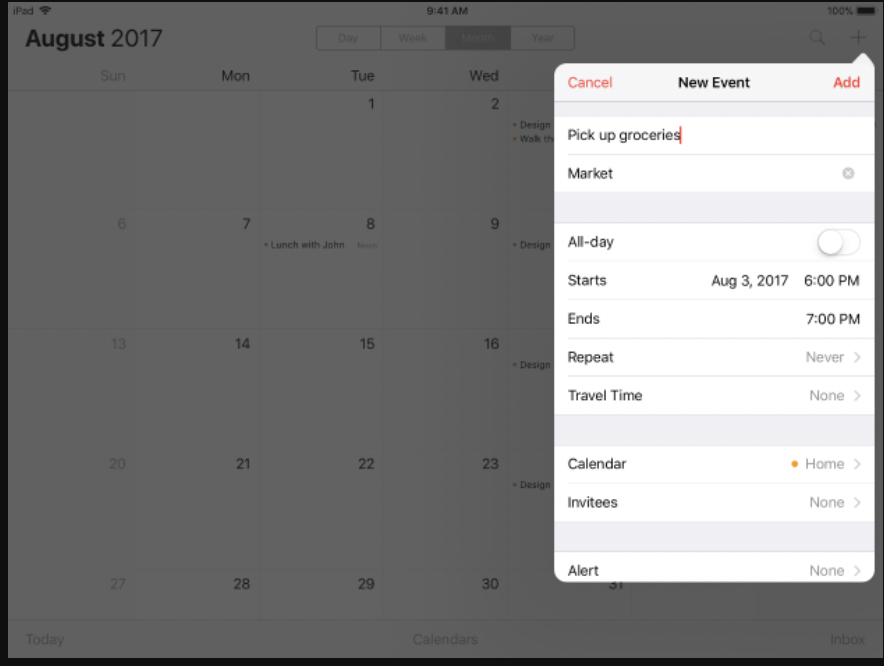 iPad 9:41 AM 100%
August 2017 Day Week Month Year
Sun Mon Tue Wed
1 2
• Design
• Walk th
6 7 8 9
• Lunch with John Noon • Design
13 14 15 16
• Design
20 21 22 23
• Design
27 28 29 30 31
Today Calendars Inbox
Cancel New Event Add
Pick up groceries
Market
All-day
Starts Aug 3, 2017 6:00 PM
Ends 7:00 PM
Repeat Never
Travel Time None
Calendar • Home
Invitees None
Alert None